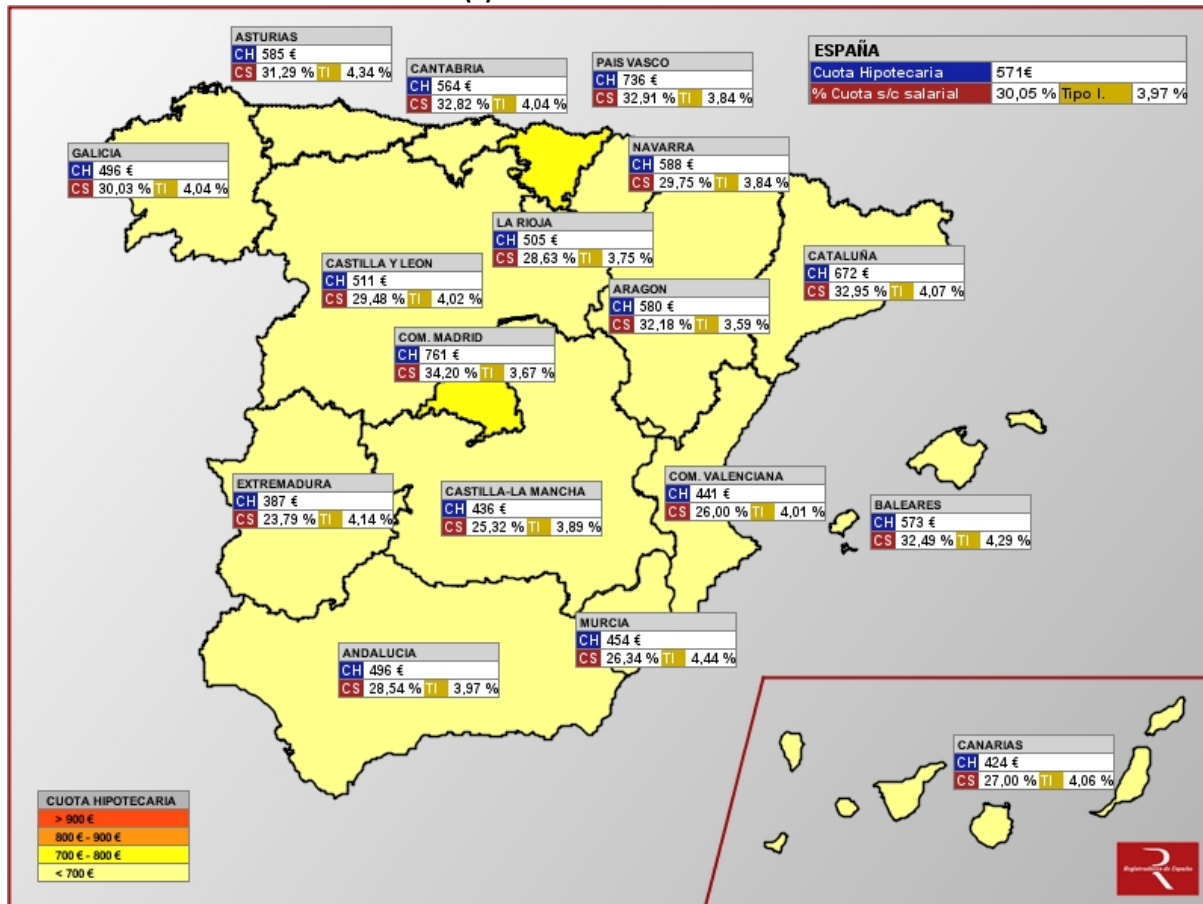 (1)
ASTURIAS
CH 585 €
CS 31,29 % TI 4,34 %
CANTABRIA
CH 564 €
CS 32,82 % TI 4,04 %
PAIS VASCO
CH 736 €
CS 32,91 % TI 3,84 %
ESPAÑA
Cuota Hipotecaria 571€
% Cuota s/c salarial 30,05 % Tipo I. 3,97 %
GALICIA
CH 496 €
CS 30,03 % TI 4,04 %
NAVARRA
CH 588 €
CS 29,75 % TI 3,84 %
LA RIOJA
CH 505 €
CS 28,63 % TI 3,75 %
CASTILLA Y LEON
CH 511 €
CS 29,48 % TI 4,02 %
CATALUÑA
CH 672 €
CS 32,95 % TI 4,07 %
ARAGON
CH 580 €
CS 32,18 % TI 3,59 %
COM. MADRID
CH 761 €
CS 34,20 % TI 3,67 %
EXTREMADURA
CH 387 €
CS 23,79 % TI 4,14 %
CASTILLA-LA MANCHA
CH 436 €
CS 25,32 % TI 3,89 %
COM. VALENCIANA
CH 441 €
CS 26,00 % TI 4,01 %
BALEARES
CH 573 €
CS 32,49 % TI 4,29 %
MURCIA
CH 454 €
CS 26,34 % TI 4,44 %
ANDALUCIA
CH 496 €
CS 28,54 % TI 3,97 %
CANARIAS
CH 424 €
CS 27,00 % TI 4,06 %
CUOTA HIPOTECARIA
> 900 €
800 € - 900 €
700 € - 800 €
< 700 €
Registradores de España